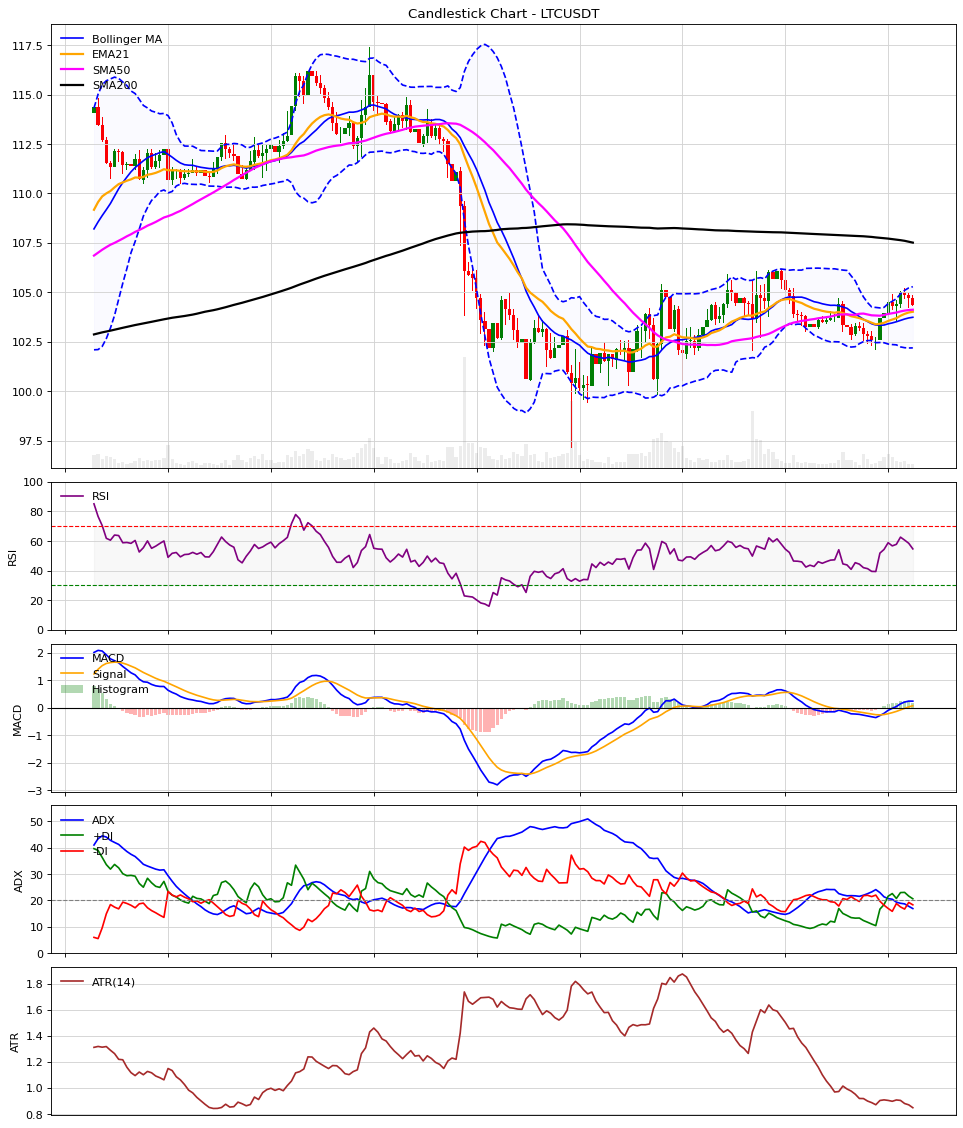 Candlestick Chart - LTCUSDT
Bollinger MA
EMA21
SMA50
SMA200
117.5
115.0
112.5
110.0
107.5
105.0
102.5
100.0
97.5
RSI
RSI
100
80
60
40
20
0
MACD
Signal
Histogram
MACD
2
1
0
−1
−2
−3
ADX
+DI
-DI
ADX
50
40
30
20
10
0
ATR(14)
ATR
1.8
1.6
1.4
1.2
1.0
0.8